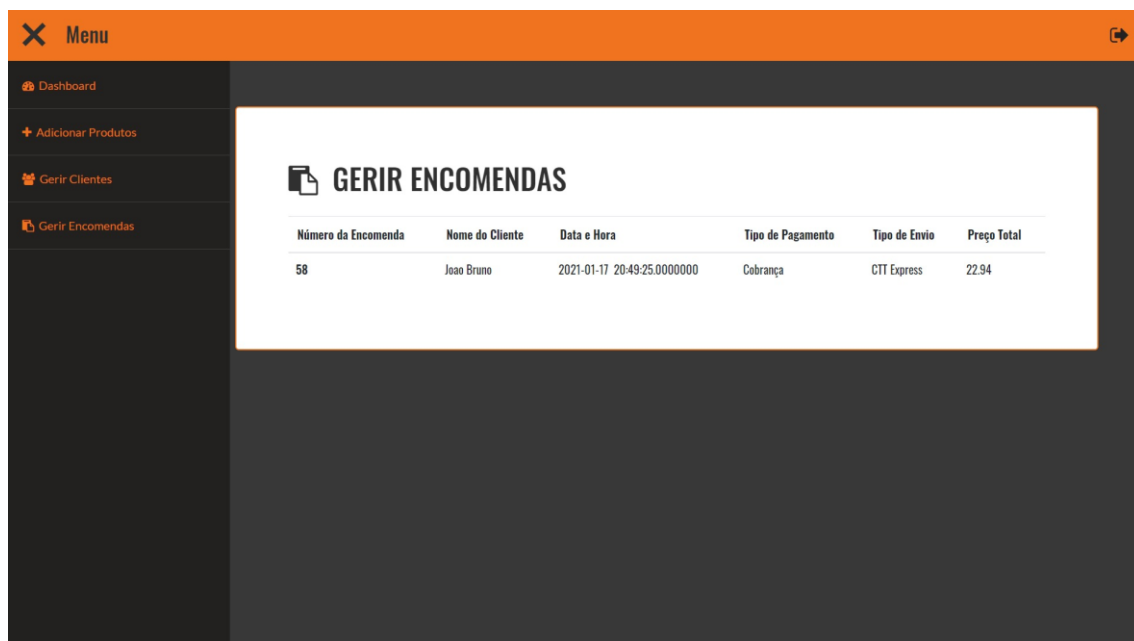 Menu
Dashboard
Adicionar Produtos
Gerir Clientes
Gerir Encomendas
GERIR ENCOMENDAS
Número da Encomenda Nome do Cliente Data e Hora Tipo de Pagamento Tipo de Envio Preço Total
58 Joao Bruno 2021-01-17 20:49:25.0000000 Cobrança CTT Express 22.94